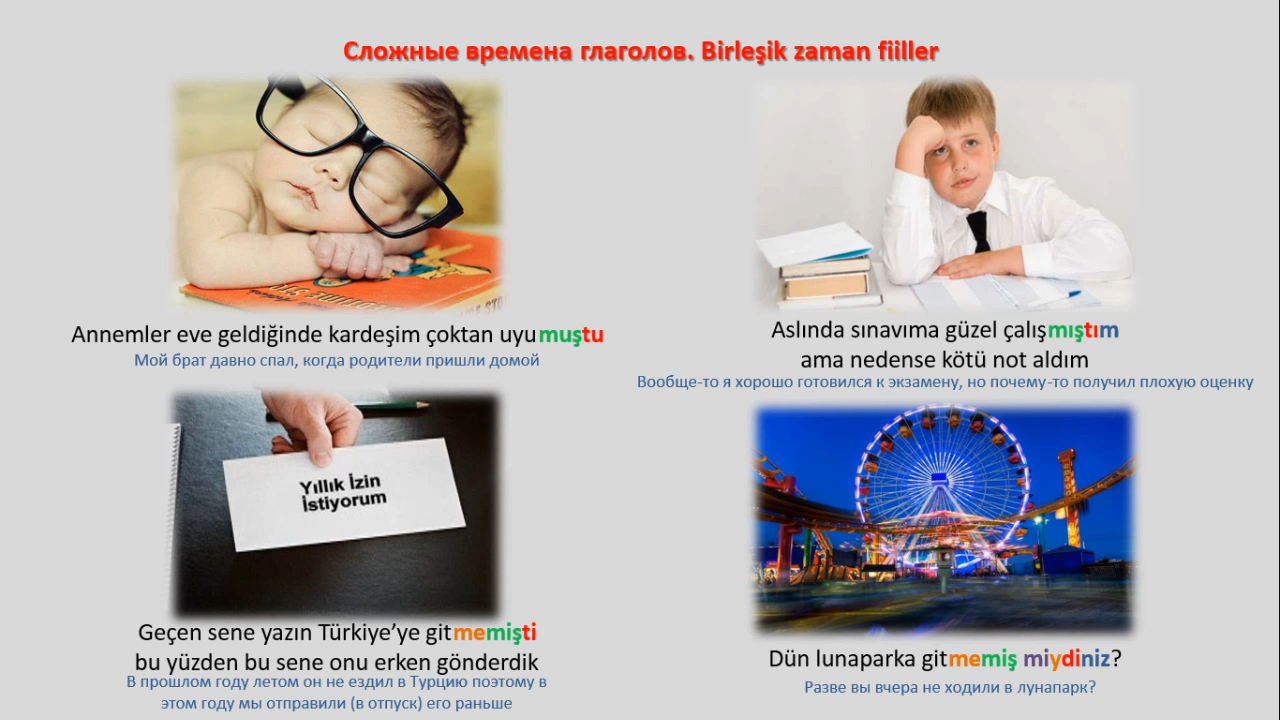 Сложные времена глаголов. Birleşik zaman fiiller
Annemler eve geldiğinde kardeşim çoktan uyumuştu
Мой брат давно спал, когда родители пришли домой
Aslında sınavıma güzel çalışmıştım
ama nedense kötü not aldım
Вообще-то я хорошо готовился к экзамену, но почему-то получил плохую оценку
Yıllık İzin
İstiyorum
Geçen sene yazın Türkiye’ye gitmemişti
bu yüzden bu sene onu erken gönderdik
В прошлом году летом он не ездил в Турцию поэтому в
этом году мы отправили (в отпуск) его раньше
Dün lunaparka gitmemiş miydiniz?
Разве вы вчера не ходили в лунапарк?